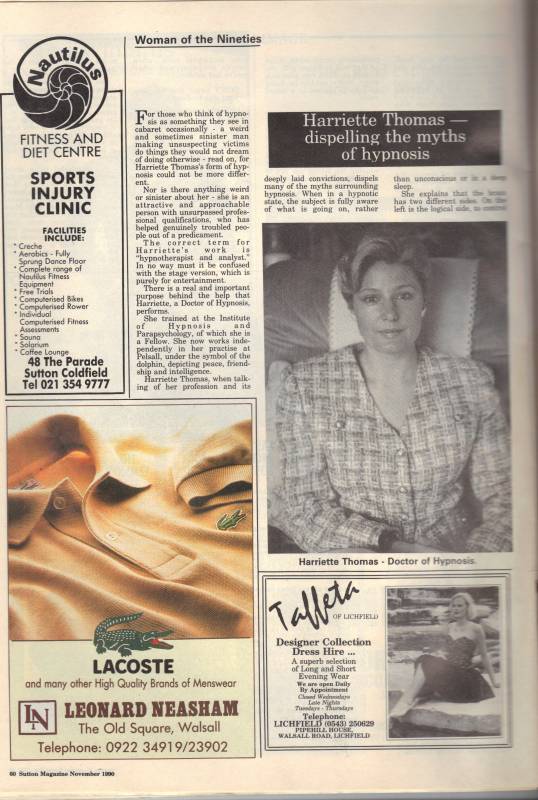 Woman of the Nineties
Nautilus
FITNESS AND
DIET CENTRE
SPORTS
INJURY
CLINIC
FACILITIES
INCLUDE:
* Creche
* Aerobics - Fully
Sprung Dance Floor
* Complete range of
Nautilus Fitness
Equipment
* Free Trials
* Computerised Bikes
* Computerised Rower
* Individual
Computerised Fitness
Assessments
* Sauna
* Solarium
* Coffee Lounge
48 The Parade
Sutton Coldfield
Tel 021 354 9777
For those who think of hypno-
sis as something they see in
cabaret occasionally - a weird
and sometimes sinister man
making unsuspecting victims
do things they would not dream
of doing otherwise - read on, for
Harriette Thomas's form of hyp-
nosis could not be more differ-
ent.
Nor is there anything weird
or sinister about her - she is an
attractive and approachable
person with unsurpassed profes-
sional qualifications, who has
helped genuinely troubled peo-
ple out of a predicament.
The correct term for
Harriette's work is
"hypnotherapist and analyst."
In no way must it be confused
with the stage version, which is
purely for entertainment.
There is a real and important
purpose behind the help that
Harriette, a Doctor of Hypnosis,
performs.
She trained at the Institute
of Hypnosis and
Parapsychology, of which she is
a Fellow. She now works inde-
pendently in her practise at
Pelsall, under the symbol of the
dolphin, depicting peace, friend-
ship and intelligence.
Harriette Thomas, when talk-
ing of her profession and its
Harriette Thomas —
dispelling the myths
of hypnosis
deeply laid convictions, dispels
many of the myths surrounding
hypnosis. When in a hypnotic
state, the subject is fully aware
of what is going on, rather
than unconscious or in a deep
sleep.
She explains that the brain
has two different sides. On the
left is the logical side, to control
Harriette Thomas - Doctor of Hypnosis.
LACOSTE
and many other High Quality Brands of Menswear
LN LEONARD NEASHAM
The Old Square, Walsall
Telephone: 0922 34919/23902
Taffeta
OF LICHFIELD
Designer Collection
Dress Hire ...
A superb selection
of Long and Short
Evening Wear
We are open Daily
By Appointment
Closed Wednesdays
Late Nights
Tuesdays - Thursdays
Telephone:
LICHFIELD (0543) 250629
PIPEHILL HOUSE,
WALSALL ROAD, LICHFIELD
60 Sutton Magazine November 1990